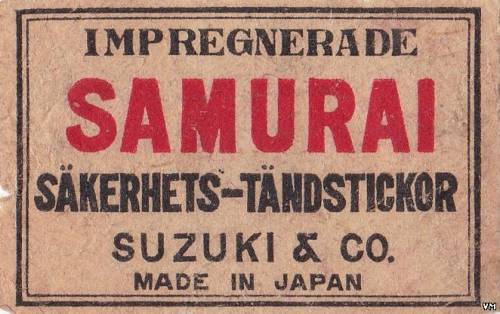 IMPREGNERADE
SAMURAI
SÄKERHETS-TÄNDSTICKOR
SUZUKI & CO.
MADE IN JAPAN
VM